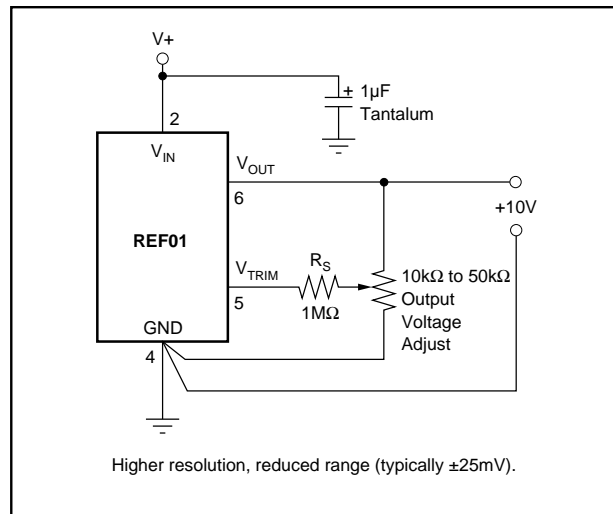 V+
+ 1µF
Tantalum
2
V_IN
V_OUT
6
+10V
REF01
R_S
10kΩ to 50kΩ
V_TRIM
Output
5
1MΩ
Voltage
Adjust
GND
4
Higher resolution, reduced range (typically ±25mV).